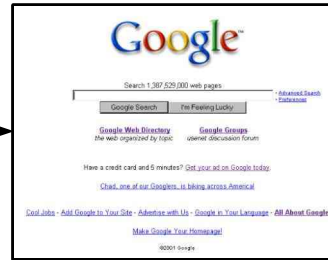 Google™
Search 1,387,529,000 web pages
• Advanced Search
• Preferences
Google Search I'm Feeling Lucky
Google Web Directory Google Groups
the web organized by topic usenet discussion forum
Have a credit card and 5 minutes? Get your ad on Google today.
Chad, one of our Googlers, is biking across America!
Cool Jobs - Add Google to Your Site - Advertise with Us - Google in Your Language - All About Google
Make Google Your Homepage!
©2001 Google